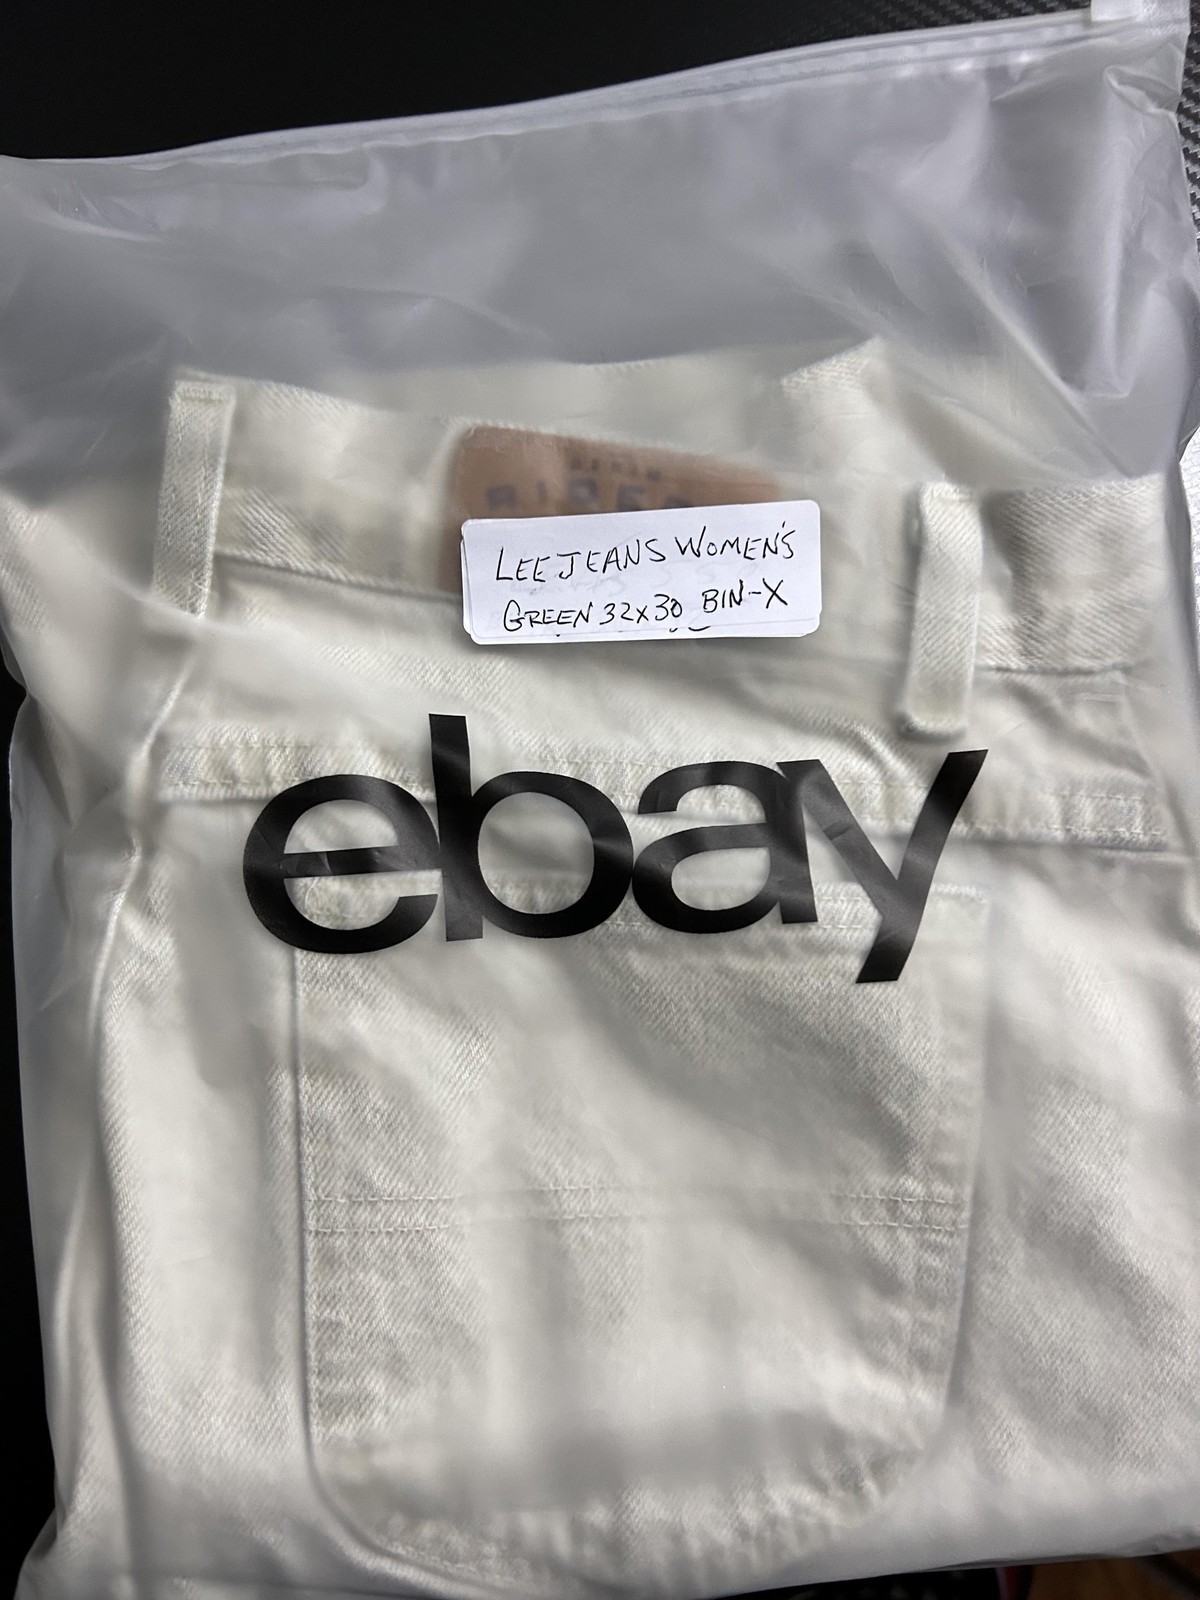 LEE JEANS WOMEN'S
GREEN 32X30 BIN-X
ebay